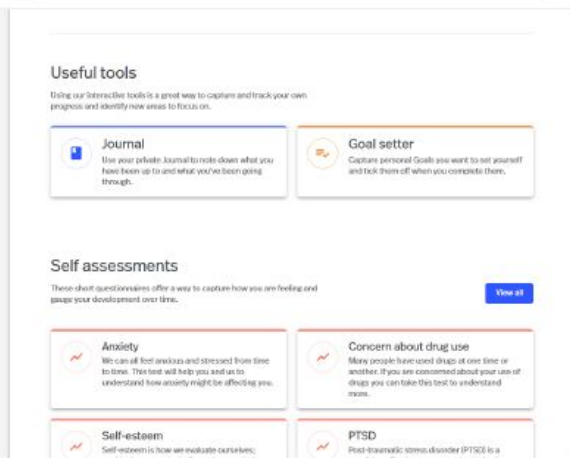 Useful tools
Using our interactive tools is a great way to capture and track your own
progress and identify new areas to focus on.
Journal
Use your private Journal to note down what you
have been up to and what you've been going
through.
Goal setter
Capture personal Goals you want to set yourself
and tick them off when you complete them.
Self assessments
These short questionnaires offer a way to capture how you are feeling and
gauge your development over time.
View all
Anxiety
We can all feel anxious and stressed from time
to time. This test will help you and us to
understand how anxiety might be affecting you.
Concern about drug use
Many people have used drugs at one time or
another. If you are concerned about your use of
drugs you can take this test to understand
more.
Self-esteem
Self-esteem is how we evaluate ourselves;
PTSD
Post-traumatic stress disorder (PTSD) is a